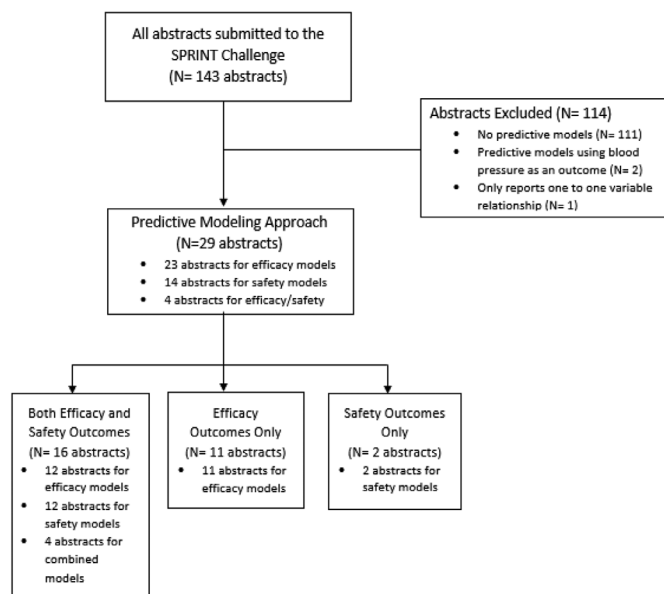 All abstracts submitted to the
SPRINT Challenge
(N= 143 abstracts)
Abstracts Excluded (N= 114)
• No predictive models (N= 111)
• Predictive models using blood
pressure as an outcome (N= 2)
• Only reports one to one variable
relationship (N= 1)
Predictive Modeling Approach
(N=29 abstracts)
• 23 abstracts for efficacy models
• 14 abstracts for safety models
• 4 abstracts for efficacy/safety
Both Efficacy and
Safety Outcomes
(N= 16 abstracts)
• 12 abstracts for
efficacy models
• 12 abstracts for
safety models
• 4 abstracts for
combined
models
Efficacy
Outcomes Only
(N= 11 abstracts)
• 11 abstracts for
efficacy models
Safety Outcomes
Only
(N= 2 abstracts)
• 2 abstracts for
safety models